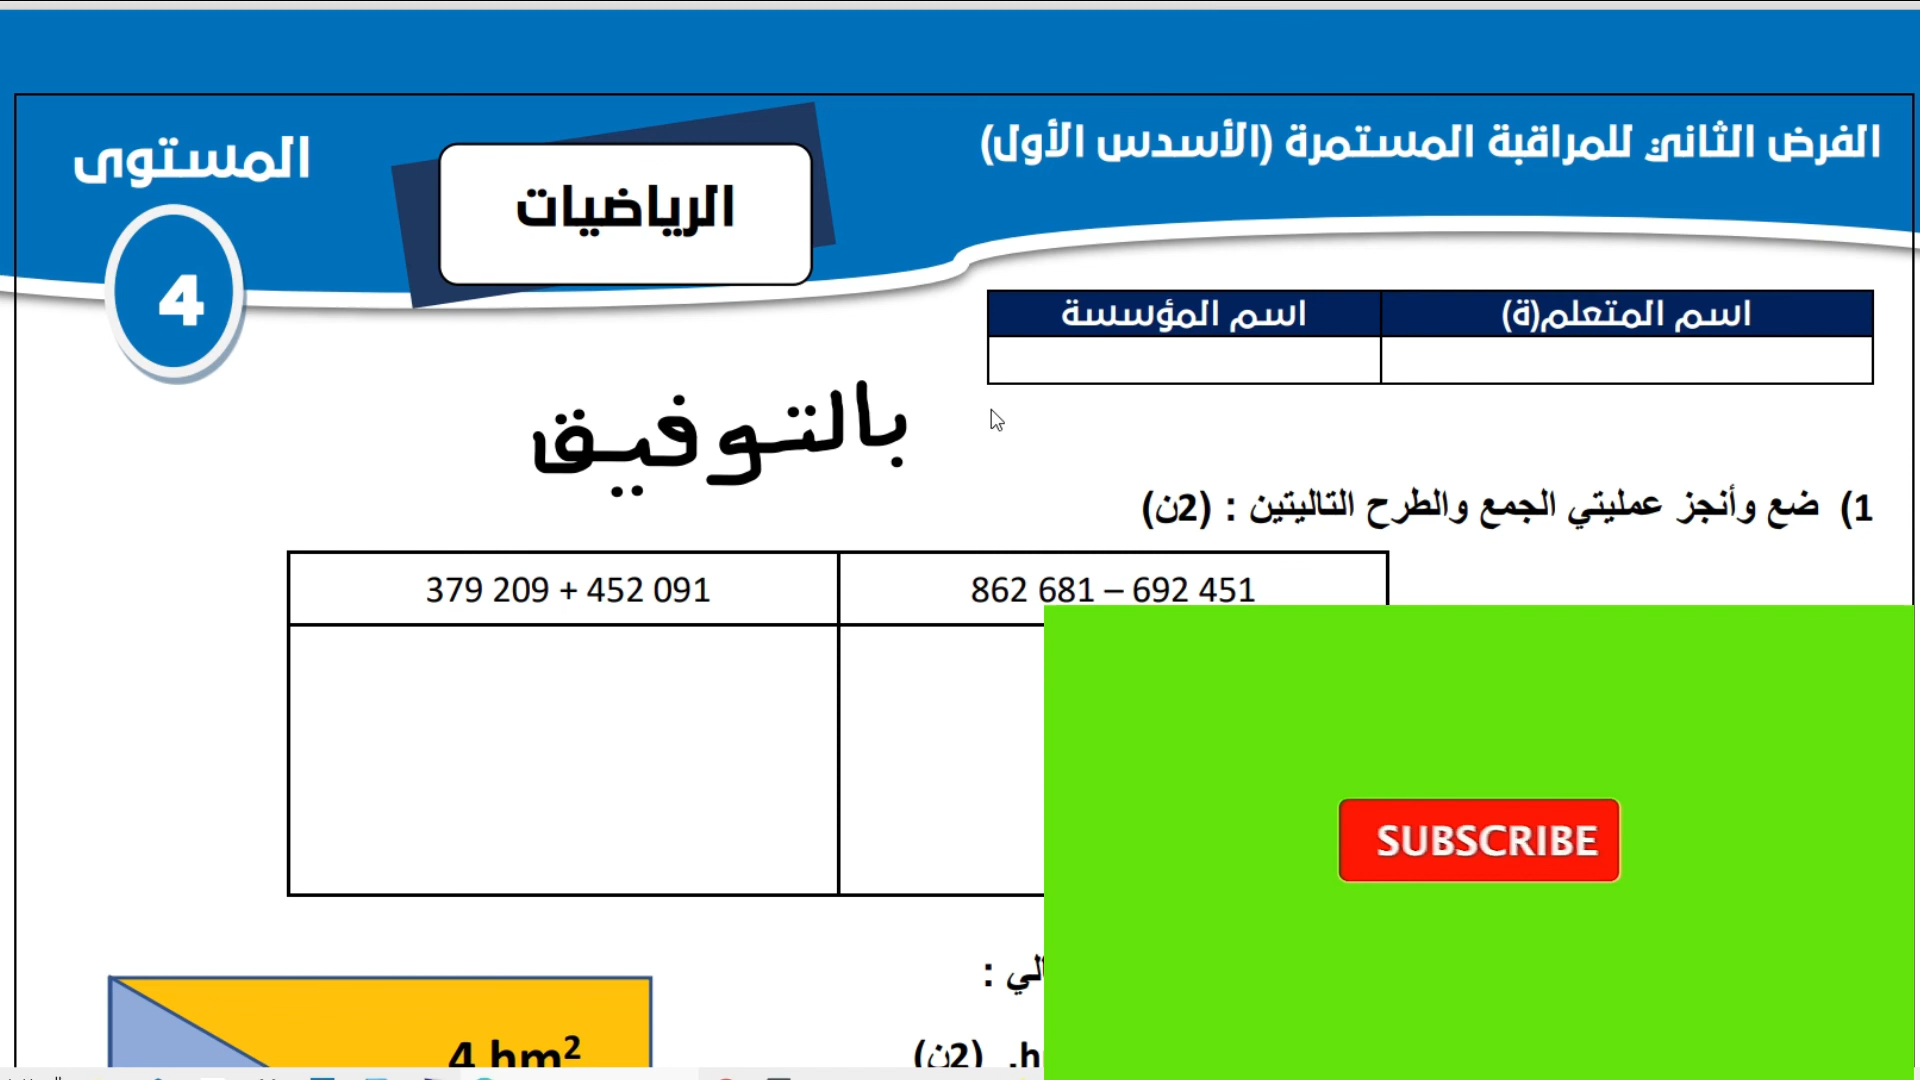 الفرض الثاني للمراقبة المستمرة (الأسدس الأول)
المستوى
الرياضيات
4
اسم المتعلم(ة) اسم المؤسسة
بالتوفيق
1) ضع وأنجز عمليتي الجمع والطرح التاليتين : (2ن)
379 209 + 452 091
862 681 – 692 451
SUBSCRIBE
4 hm²
(2ن)